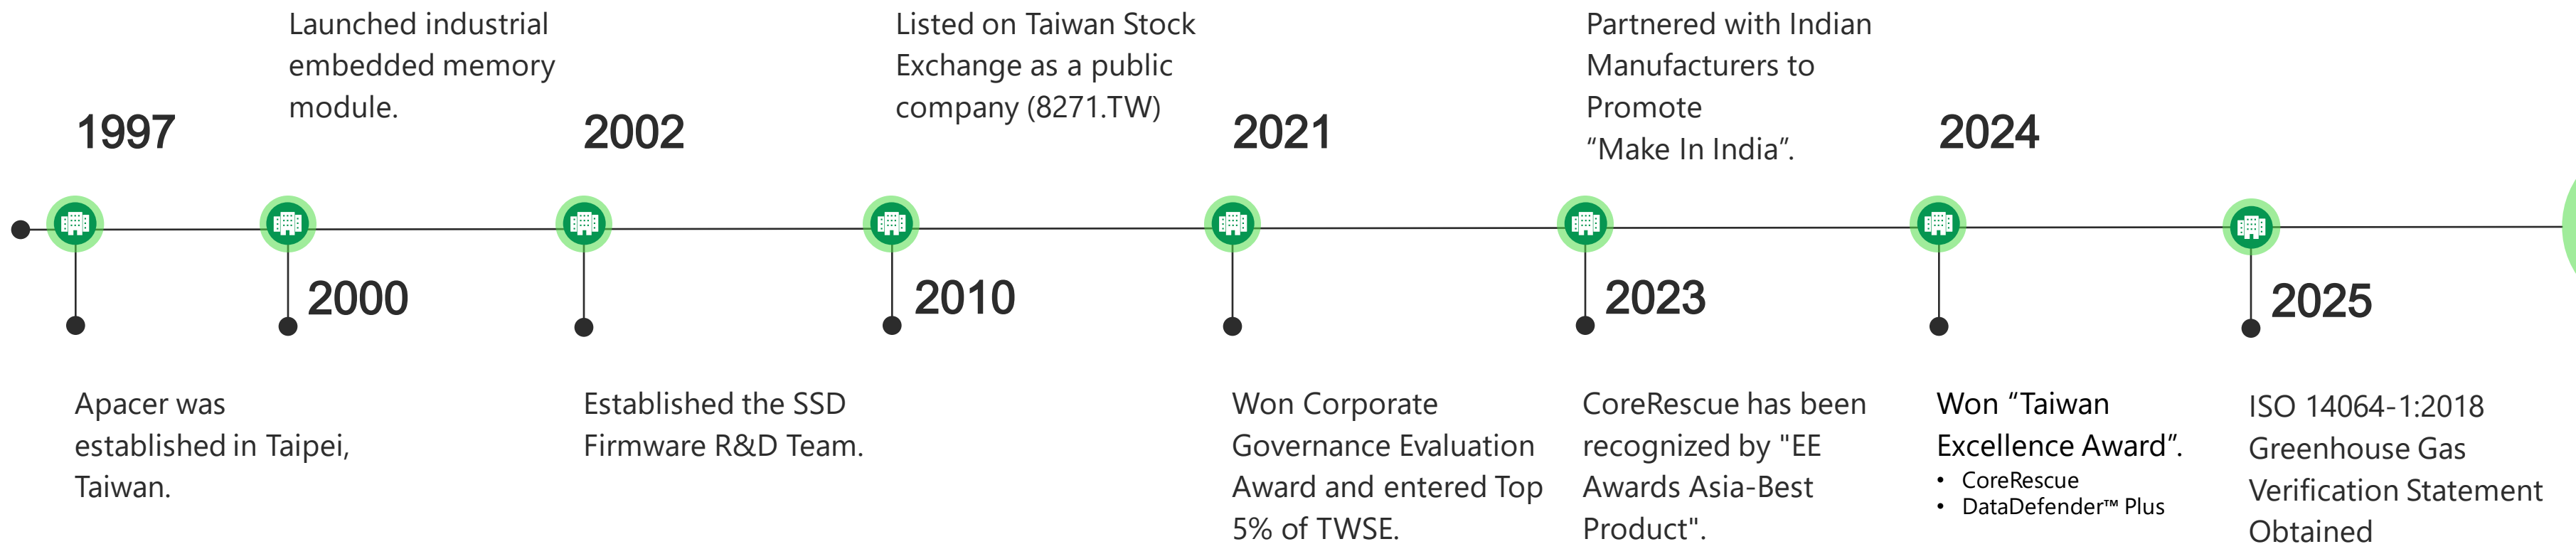 1997
Apacer was
established in Taipei,
Taiwan.
Launched industrial
embedded memory
module.
2000
2002
Established the SSD
Firmware R&D Team.
Listed on Taiwan Stock
Exchange as a public
company (8271.TW)
2010
2021
Won Corporate
Governance Evaluation
Award and entered Top
5% of TWSE.
Partnered with Indian
Manufacturers to
Promote
“Make In India”.
2023
CoreRescue has been
recognized by "EE
Awards Asia-Best
Product".
2024
Won “Taiwan
Excellence Award”.
• CoreRescue
• DataDefender™ Plus
2025
ISO 14064-1:2018
Greenhouse Gas
Verification Statement
Obtained